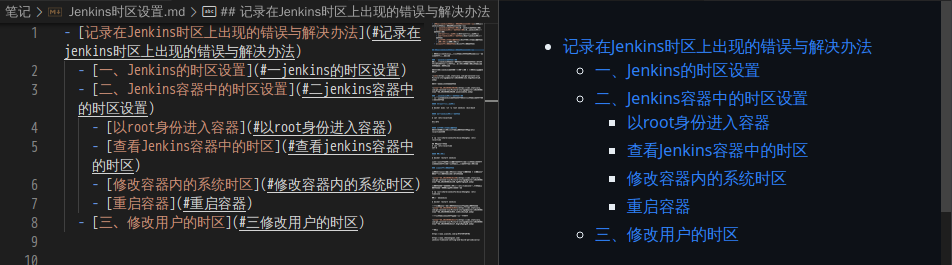 笔记 > Jenkins时区设置.md > ## 记录在Jenkins时区上出现的错误与解决办法
1 - [记录在Jenkins时区上出现的错误与解决办法](#记录在
jenkins时区上出现的错误与解决办法)
2 - [一、Jenkins的时区设置](#一jenkins的时区设置)
3 - [二、Jenkins容器中的时区设置](#二jenkins容器中
的时区设置)
4 - [以root身份进入容器](#以root身份进入容器)
5 - [查看Jenkins容器中的时区](#查看jenkins容器中
的时区)
6 - [修改容器内的系统时区](#修改容器内的系统时区)
7 - [重启容器](#重启容器)
8 - [三、修改用户的时区](#三修改用户的时区)
9
10
记录在Jenkins时区上出现的错误与解决办法
一、Jenkins的时区设置
二、Jenkins容器中的时区设置
以root身份进入容器
查看Jenkins容器中的时区
修改容器内的系统时区
重启容器
三、修改用户的时区